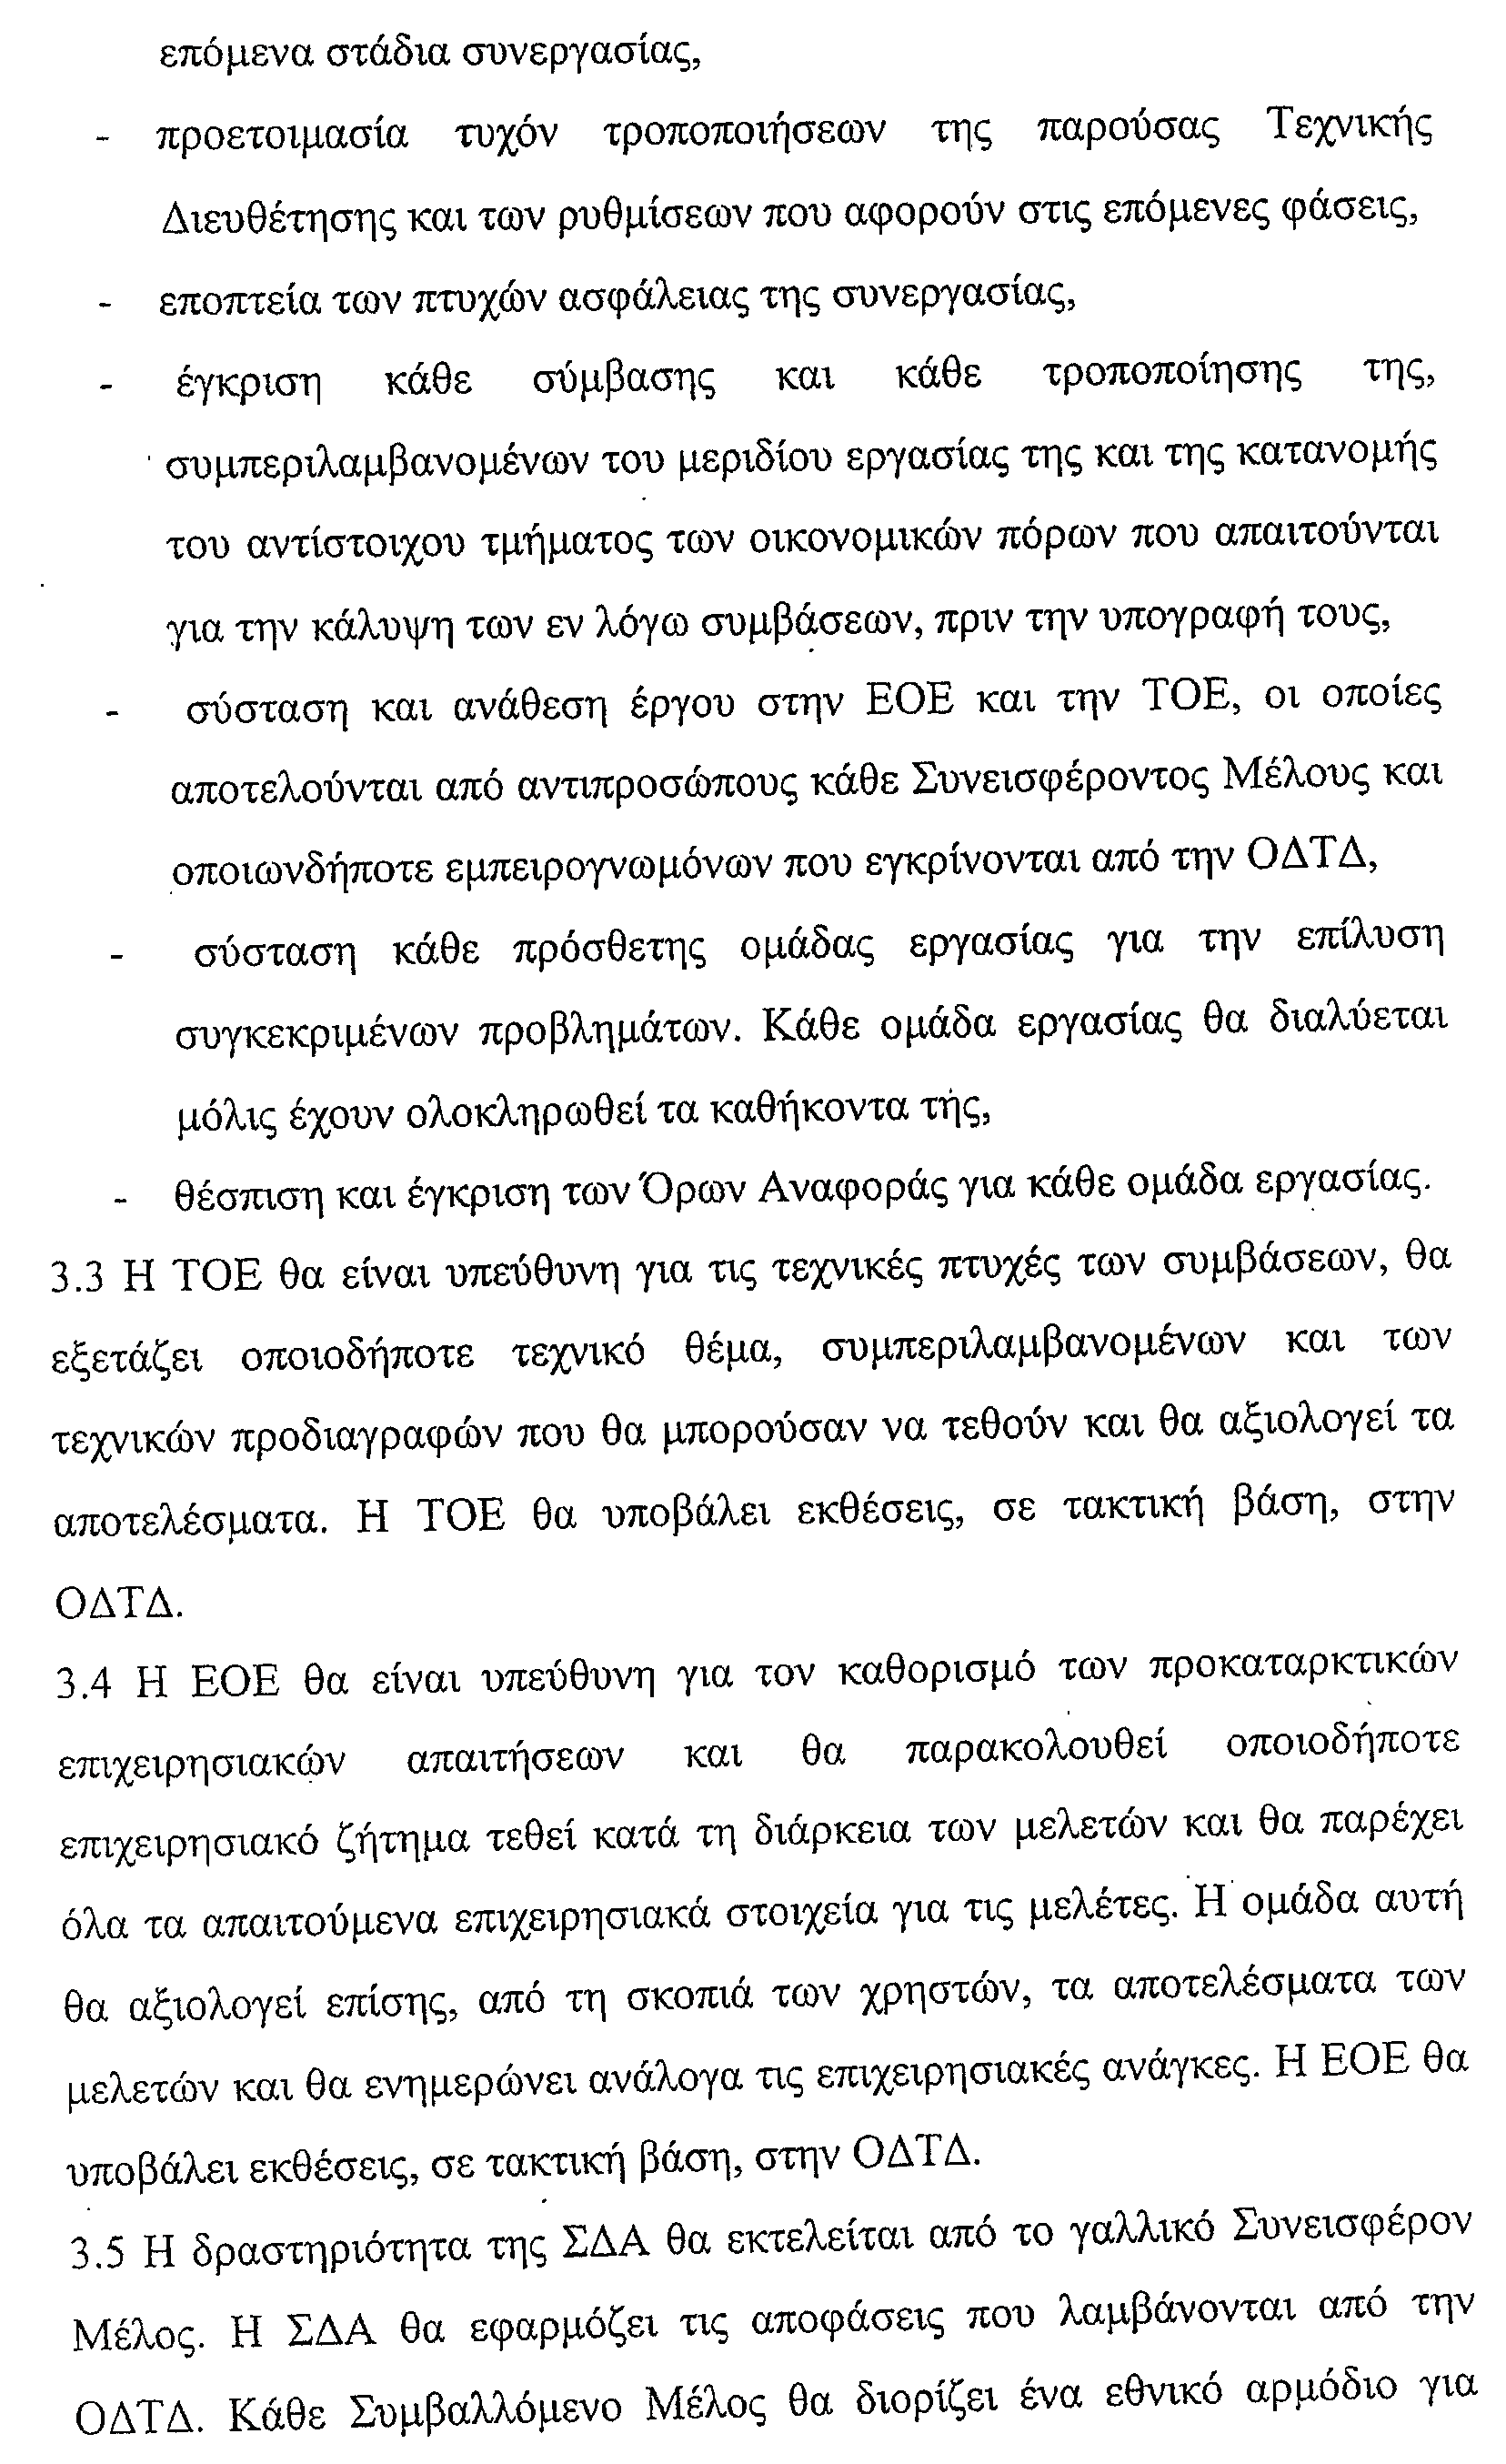 επόμενα στάδια συνεργασίας,
- προετοιμασία τυχόν τροποποιήσεων της παρούσας Τεχνικής
Διευθέτησης και των ρυθμίσεων που αφορούν στις επόμενες φάσεις,
- εποπτεία των πτυχών ασφάλειας της συνεργασίας,
- έγκριση κάθε σύμβασης και κάθε τροποποίησης της,
συμπεριλαμβανομένων του μεριδίου εργασίας της και της κατανομής
του αντίστοιχου τμήματος των οικονομικών πόρων που απαιτούνται
για την κάλυψη των εν λόγω συμβάσεων, πριν την υπογραφή τους,
- σύσταση και ανάθεση έργου στην ΕΟΕ και την ΤΟΕ, οι οποίες
αποτελούνται από αντιπροσώπους κάθε Συνεισφέροντος Μέλους και
οποιωνδήποτε εμπειρογνωμόνων που εγκρίνονται από την ΟΔΤΔ,
- σύσταση κάθε πρόσθετης ομάδας εργασίας για την επίλυση
συγκεκριμένων προβλημάτων. Κάθε ομάδα εργασίας θα διαλύεται
μόλις έχουν ολοκληρωθεί τα καθήκοντα τής,
- θέσπιση και έγκριση των Όρων Αναφοράς για κάθε ομάδα εργασίας.
3.3 Η ΤΟΕ θα είναι υπεύθυνη για τις τεχνικές πτυχές των συμβάσεων, θα
εξετάζει οποιοδήποτε τεχνικό θέμα, συμπεριλαμβανομένων και των
τεχνικών προδιαγραφών που θα μπορούσαν να τεθούν και θα αξιολογεί τα
αποτελέσματα. Η ΤΟΕ θα υποβάλει εκθέσεις, σε τακτική βάση, στην
ΟΔΤΔ.
3.4 Η ΕΟΕ θα είναι υπεύθυνη για τον καθορισμό των προκαταρκτικών
επιχειρησιακών απαιτήσεων και θα παρακολουθεί οποιοδήποτε
επιχειρησιακό ζήτημα τεθεί κατά τη διάρκεια των μελετών και θα παρέχει
όλα τα απαιτούμενα επιχειρησιακά στοιχεία για τις μελέτες. Η ομάδα αυτή
θα αξιολογεί επίσης, από τη σκοπιά των χρηστών, τα αποτελέσματα των
μελετών και θα ενημερώνει ανάλογα τις επιχειρησιακές ανάγκες. Η ΕΟΕ θα
υποβάλει εκθέσεις, σε τακτική βάση, στην ΟΔΤΔ.
3.5 Η δραστηριότητα της ΣΔΑ θα εκτελείται από το γαλλικό Συνεισφέρον
Μέλος. Η ΣΔΑ θα εφαρμόζει τις αποφάσεις που λαμβάνονται από την
ΟΔΤΔ. Κάθε Συμβαλλόμενο Μέλος θα διορίζει ένα εθνικό αρμόδιο για